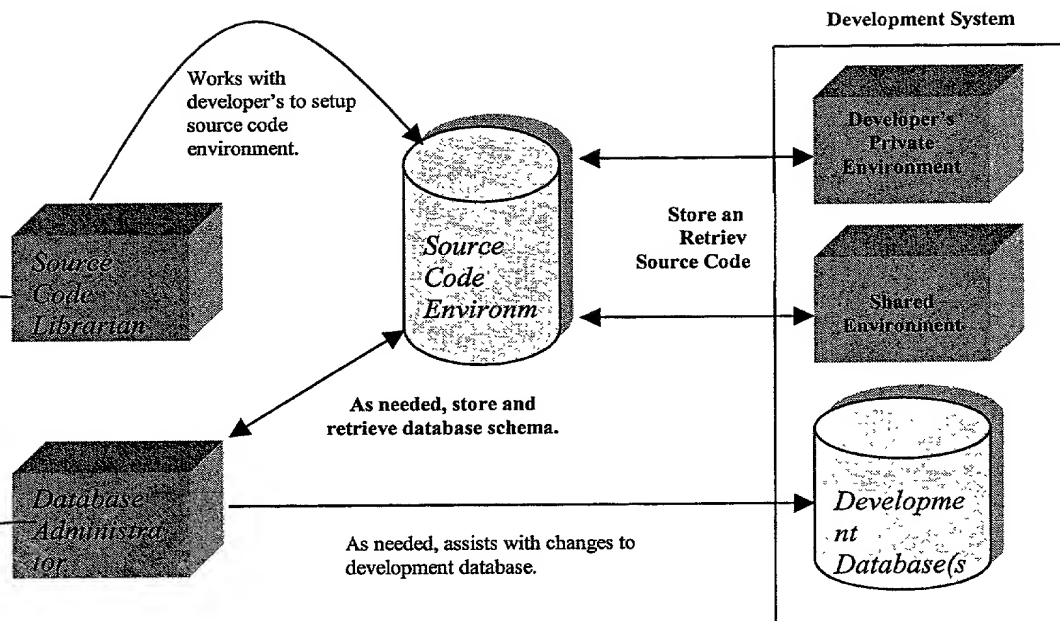 Development System
Works with
developer's to setup
source code
environment.
Developer's
Private
Environment
Store an
Retriev
Source Code
Source
Code
Environm
Source
Code
Librarian
Shared
Environment
As needed, store and
retrieve database schema.
Database
Administra
tor
As needed, assists with changes to
development database.
Developme
nt
Database(s